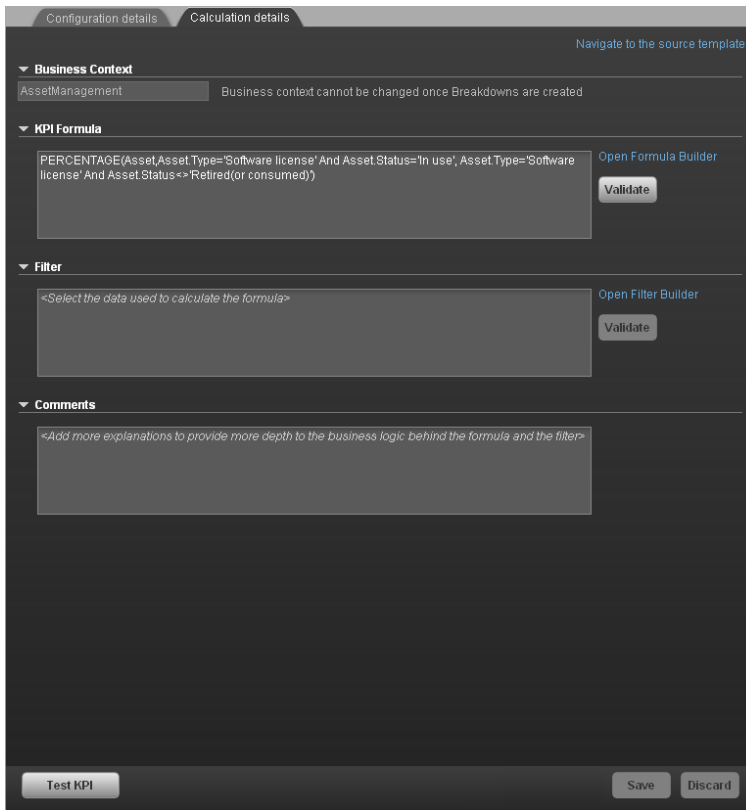 Configuration details
Calculation details
Navigate to the source template
Business Context
AssetManagement
Business context cannot be changed once Breakdowns are created
KPI Formula
PERCENTAGE(Asset,Asset.Type='Software license' And Asset.Status='In use', Asset.Type='Software
license' And Asset.Status<>'Retired(or consumed)')
Open Formula Builder
Validate
Filter
<Select the data used to calculate the formula>
Open Filter Builder
Validate
Comments
<Add more explanations to provide more depth to the business logic behind the formula and the filter>
Test KPI
Save
Discard